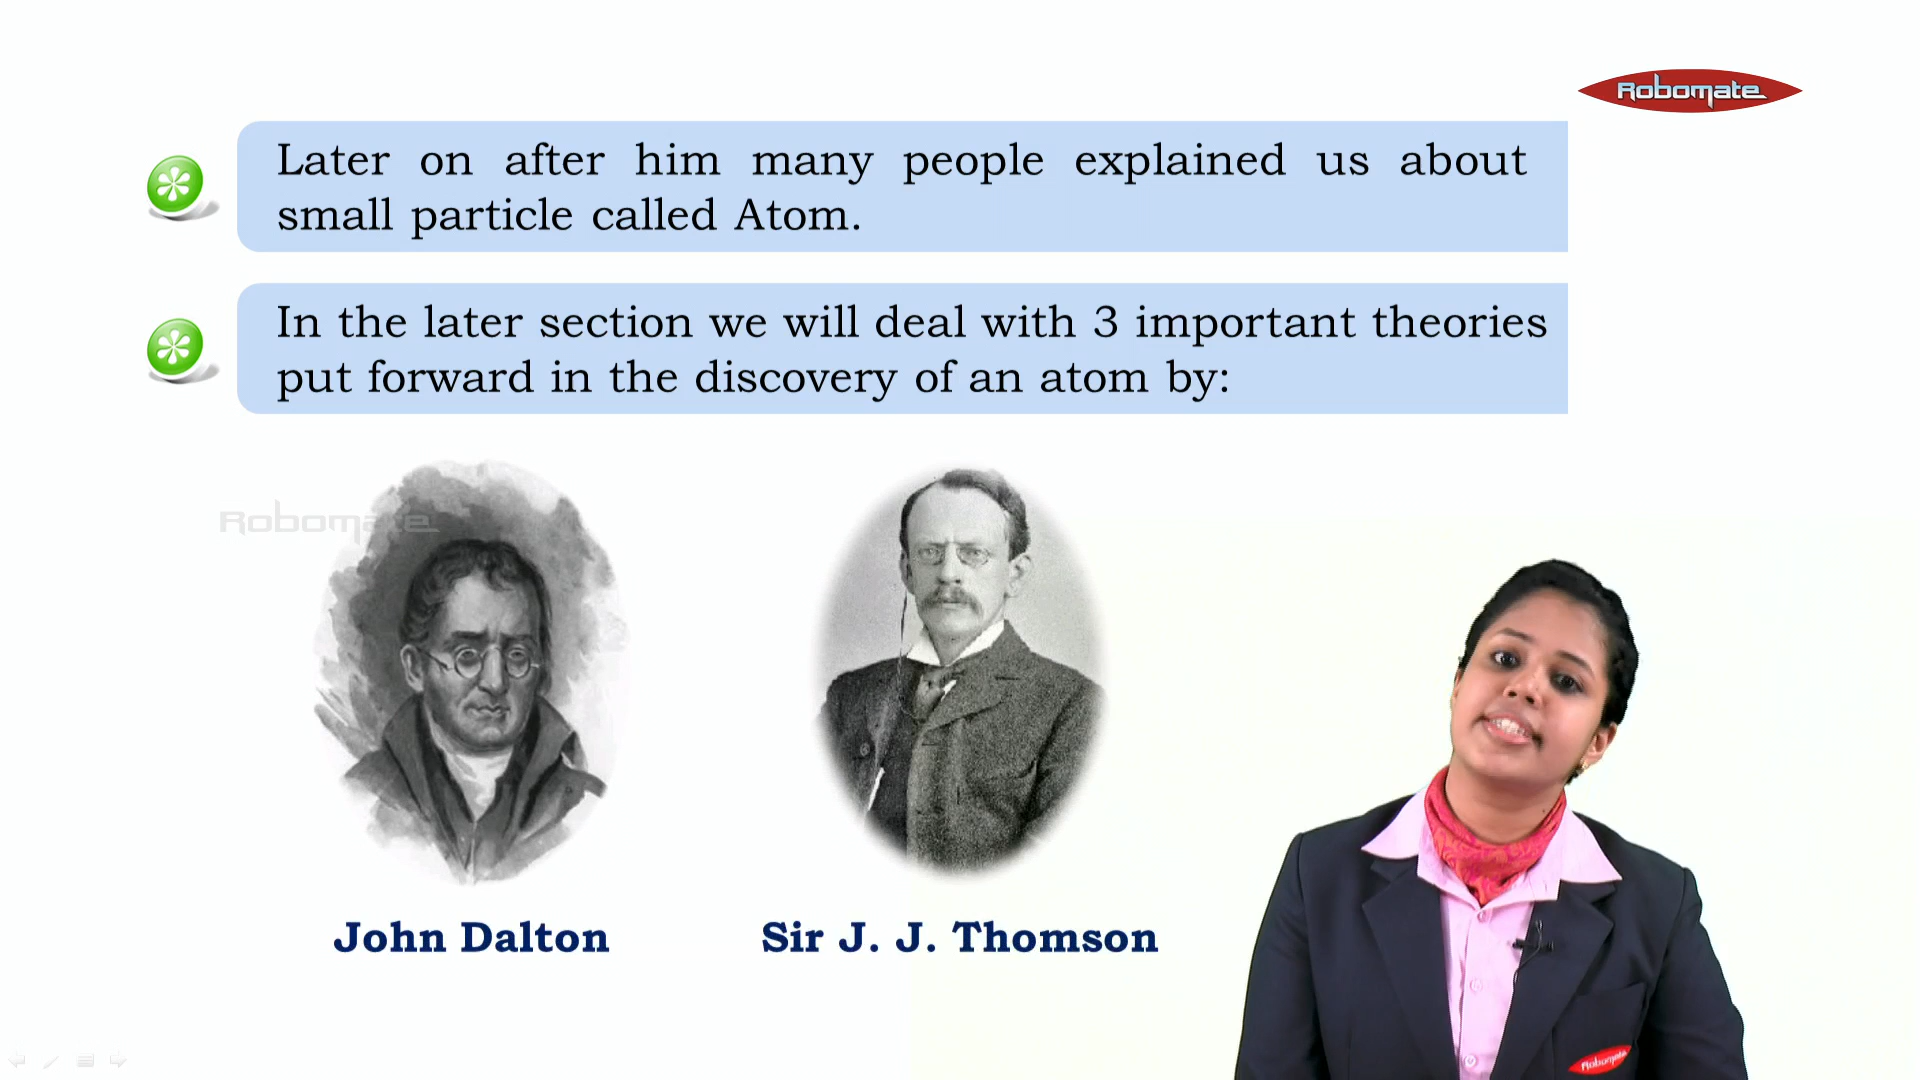 Robomate
Later on after him many people explained us about
small particle called Atom.
In the later section we will deal with 3 important theories
put forward in the discovery of an atom by:
Robomate
John Dalton
Sir J. J. Thomson
Robomate